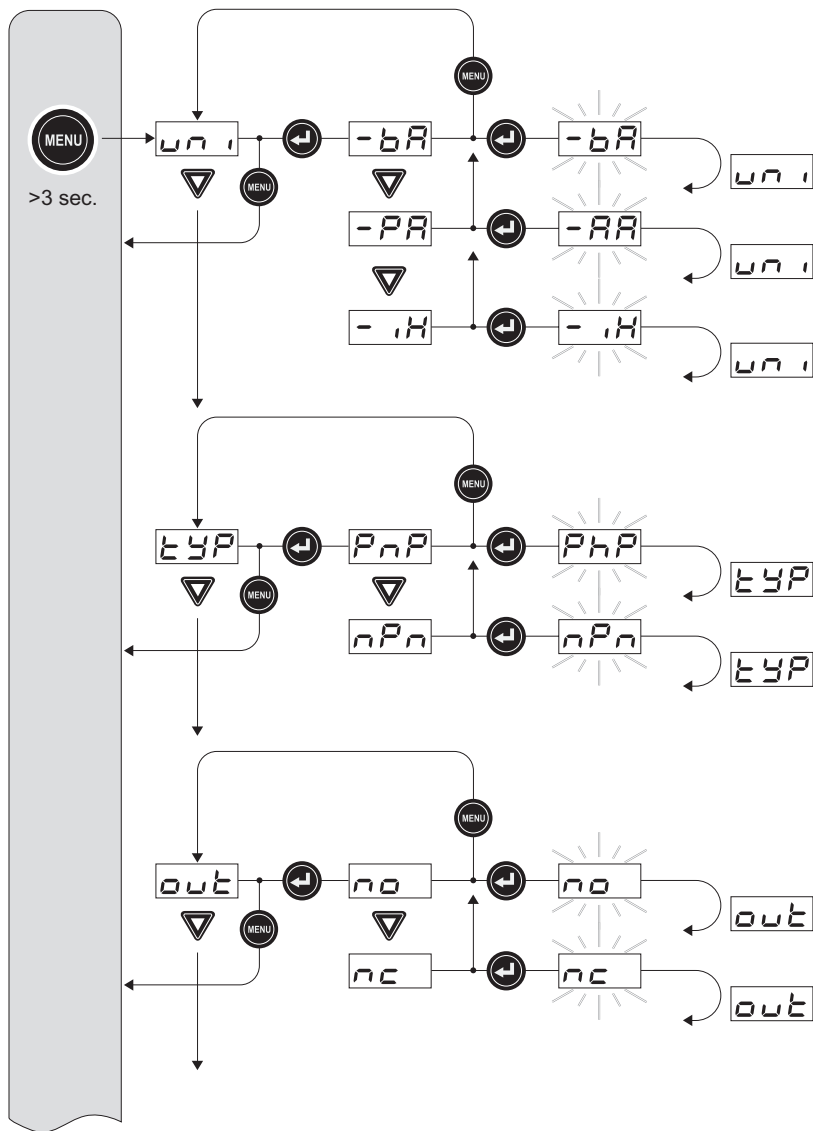 MENU
MENU
uni
-bA
-bA
uni
>3 sec.
MENU
-PA
-AA
uni
- iH
- iH
uni
MENU
tYP
PnP
PhP
tYP
MENU
nPn
nPn
tYP
MENU
out
no
no
out
MENU
nc
nc
out